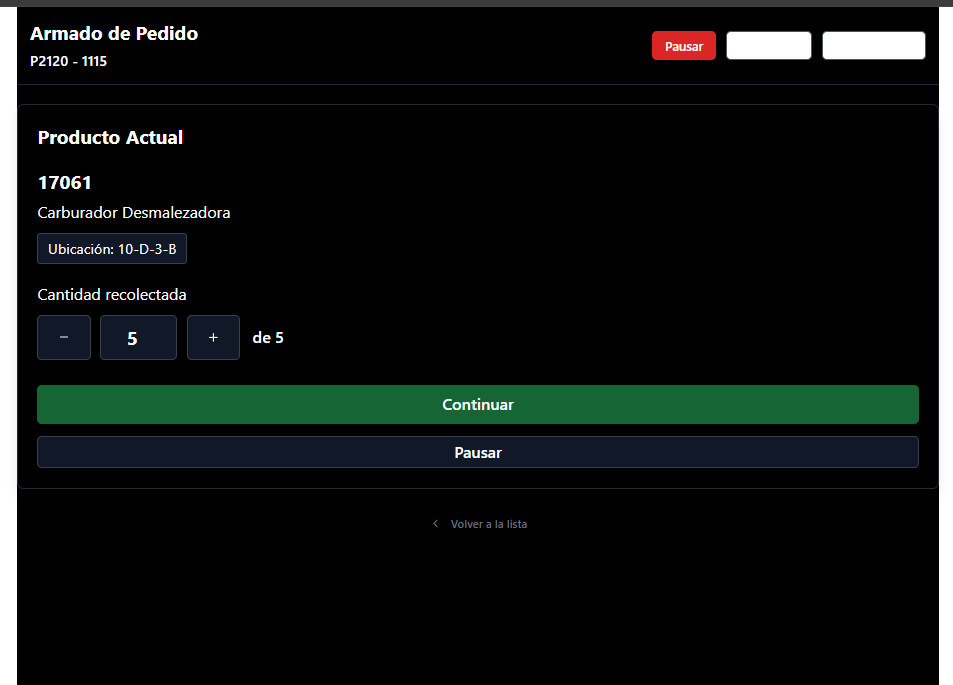 Armado de Pedido
P2120 - 1115
Pausar
Producto Actual
17061
Carburador Desmalezadora
Ubicación: 10-D-3-B
Cantidad recolectada
− 5 + de 5
Continuar
Pausar
Volver a la lista